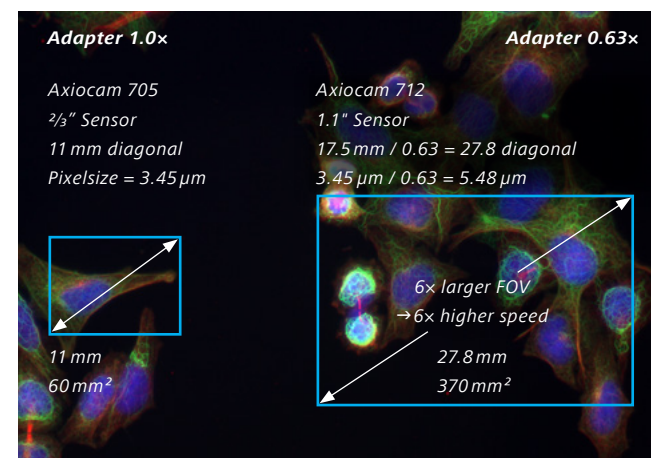 Adapter 1.0×
Axiocam 705
⅔” Sensor
11 mm diagonal
Pixelsize = 3.45 µm
11 mm
60 mm²
Adapter 0.63×
Axiocam 712
1.1" Sensor
17.5 mm / 0.63 = 27.8 diagonal
3.45 µm / 0.63 = 5.48 µm
6× larger FOV
→6× higher speed
27.8 mm
370 mm²